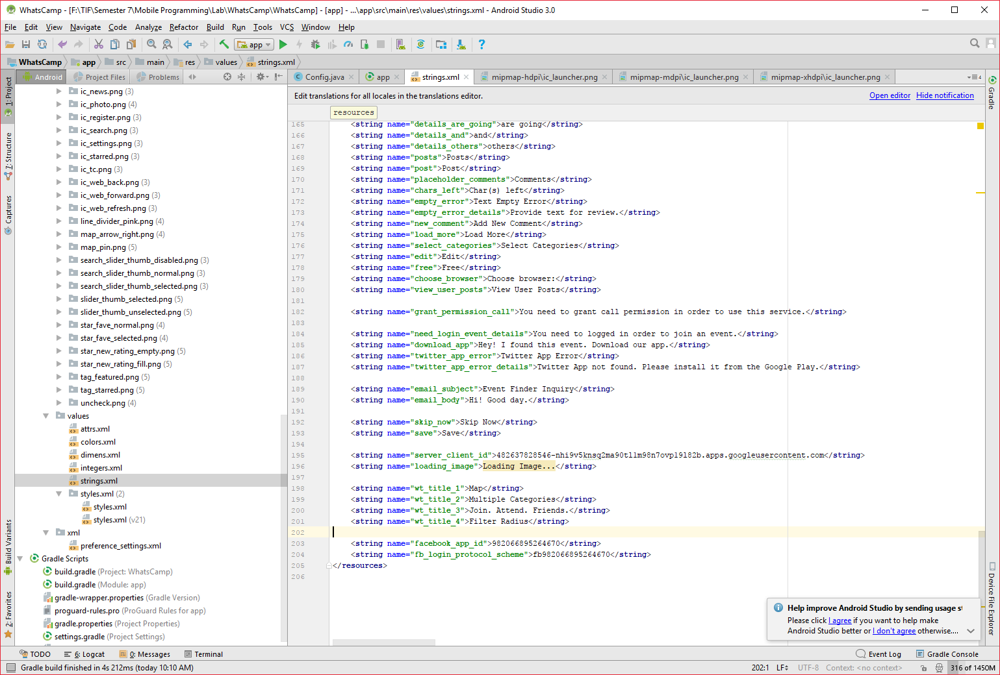 WhatsCamp - [F:\TIF\Semester 7\Mobile Programming\Lab\WhatsCamp\WhatsCamp] - [app] - ...\app\src\main\res\values\strings.xml - Android Studio 3.0
File Edit View Navigate Code Analyze Refactor Build Run Tools VCS Window Help
app
WhatsCamp app src main res values strings.xml
Android Project Files Problems
Config.java app strings.xml mipmap-hdpi\ic_launcher.png mipmap-mdpi\ic_launcher.png mipmap-xhdpi\ic_launcher.png 4
1: Project
7: Structure
Captures
Build Variants
2: Favorites
ic_news.png (3)
ic_photo.png (4)
ic_register.png (3)
ic_search.png (3)
ic_settings.png (3)
ic_starred.png (3)
ic_tc.png (3)
ic_web_back.png (3)
ic_web_forward.png (3)
ic_web_refresh.png (3)
line_divider_pink.png (4)
map_arrow_right.png (4)
map_pin.png (5)
search_slider_thumb_disabled.png (3)
search_slider_thumb_normal.png (3)
search_slider_thumb_selected.png (3)
slider_thumb_selected.png (5)
slider_thumb_unselected.png (5)
star_fave_normal.png (4)
star_fave_selected.png (4)
star_new_rating_empty.png (5)
star_new_rating_fill.png (5)
tag_featured.png (5)
tag_starred.png (5)
uncheck.png (4)
values
attrs.xml
colors.xml
dimens.xml
integers.xml
strings.xml
styles.xml (2)
styles.xml
styles.xml (v21)
xml
preference_settings.xml
Gradle Scripts
build.gradle (Project: WhatsCamp)
build.gradle (Module: app)
gradle-wrapper.properties (Gradle Version)
proguard-rules.pro (ProGuard Rules for app)
gradle.properties (Project Properties)
settings.gradle (Project Settings)
Edit translations for all locales in the translations editor. Open editor Hide notification
resources
165 <string name="details_are_going">are going</string>
166 <string name="details_and">and</string>
167 <string name="details_others">others</string>
168 <string name="posts">Posts</string>
169 <string name="post">Post</string>
170 <string name="placeholder_comments">Comments</string>
171 <string name="chars_left">Char(s) left</string>
172 <string name="empty_error">Text Empty Error</string>
173 <string name="empty_error_details">Provide text for review.</string>
174 <string name="new_comment">Add New Comment</string>
175 <string name="load_more">Load More</string>
176 <string name="select_categories">Select Categories</string>
177 <string name="edit">Edit</string>
178 <string name="free">Free</string>
179 <string name="choose_browser">Choose browser:</string>
180 <string name="view_user_posts">View User Posts</string>
181
182 <string name="grant_permission_call">You need to grant call permission in order to use this service.</string>
183
184 <string name="need_login_event_details">You need to logged in order to join an event.</string>
185 <string name="download_app">Hey! I found this event. Download our app.</string>
186 <string name="twitter_app_error">Twitter App Error</string>
187 <string name="twitter_app_error_details">Twitter App not found. Please install it from the Google Play.</string>
188
189 <string name="email_subject">Event Finder Inquiry</string>
190 <string name="email_body">Hi! Good day.</string>
191
192 <string name="skip_now">Skip Now</string>
193 <string name="save">Save</string>
194
195 <string name="server_client_id">482637828546-nhi9v5knsq2ma90tllm98n7ovpl9l82b.apps.googleusercontent.com</string>
196 <string name="loading_image">Loading Image...</string>
197
198 <string name="wt_title_1">Map</string>
199 <string name="wt_title_2">Multiple Categories</string>
200 <string name="wt_title_3">Join. Attend. Friends.</string>
201 <string name="wt_title_4">Filter Radius</string>
202
203 <string name="facebook_app_id">982066895264670</string>
204 <string name="fb_login_protocol_scheme">fb982066895264670</string>
205 </resources>
206
Gradle
Device File Explorer
Help improve Android Studio by sending usage st
Please click I agree if you want to help make
Android Studio better or I don't agree otherwise....
TODO 6: Logcat 0: Messages Terminal Event Log Gradle Console
Gradle build finished in 4s 212ms (today 10:10 AM) 202:1 LF UTF-8 Context: <no context> 316 of 1450M